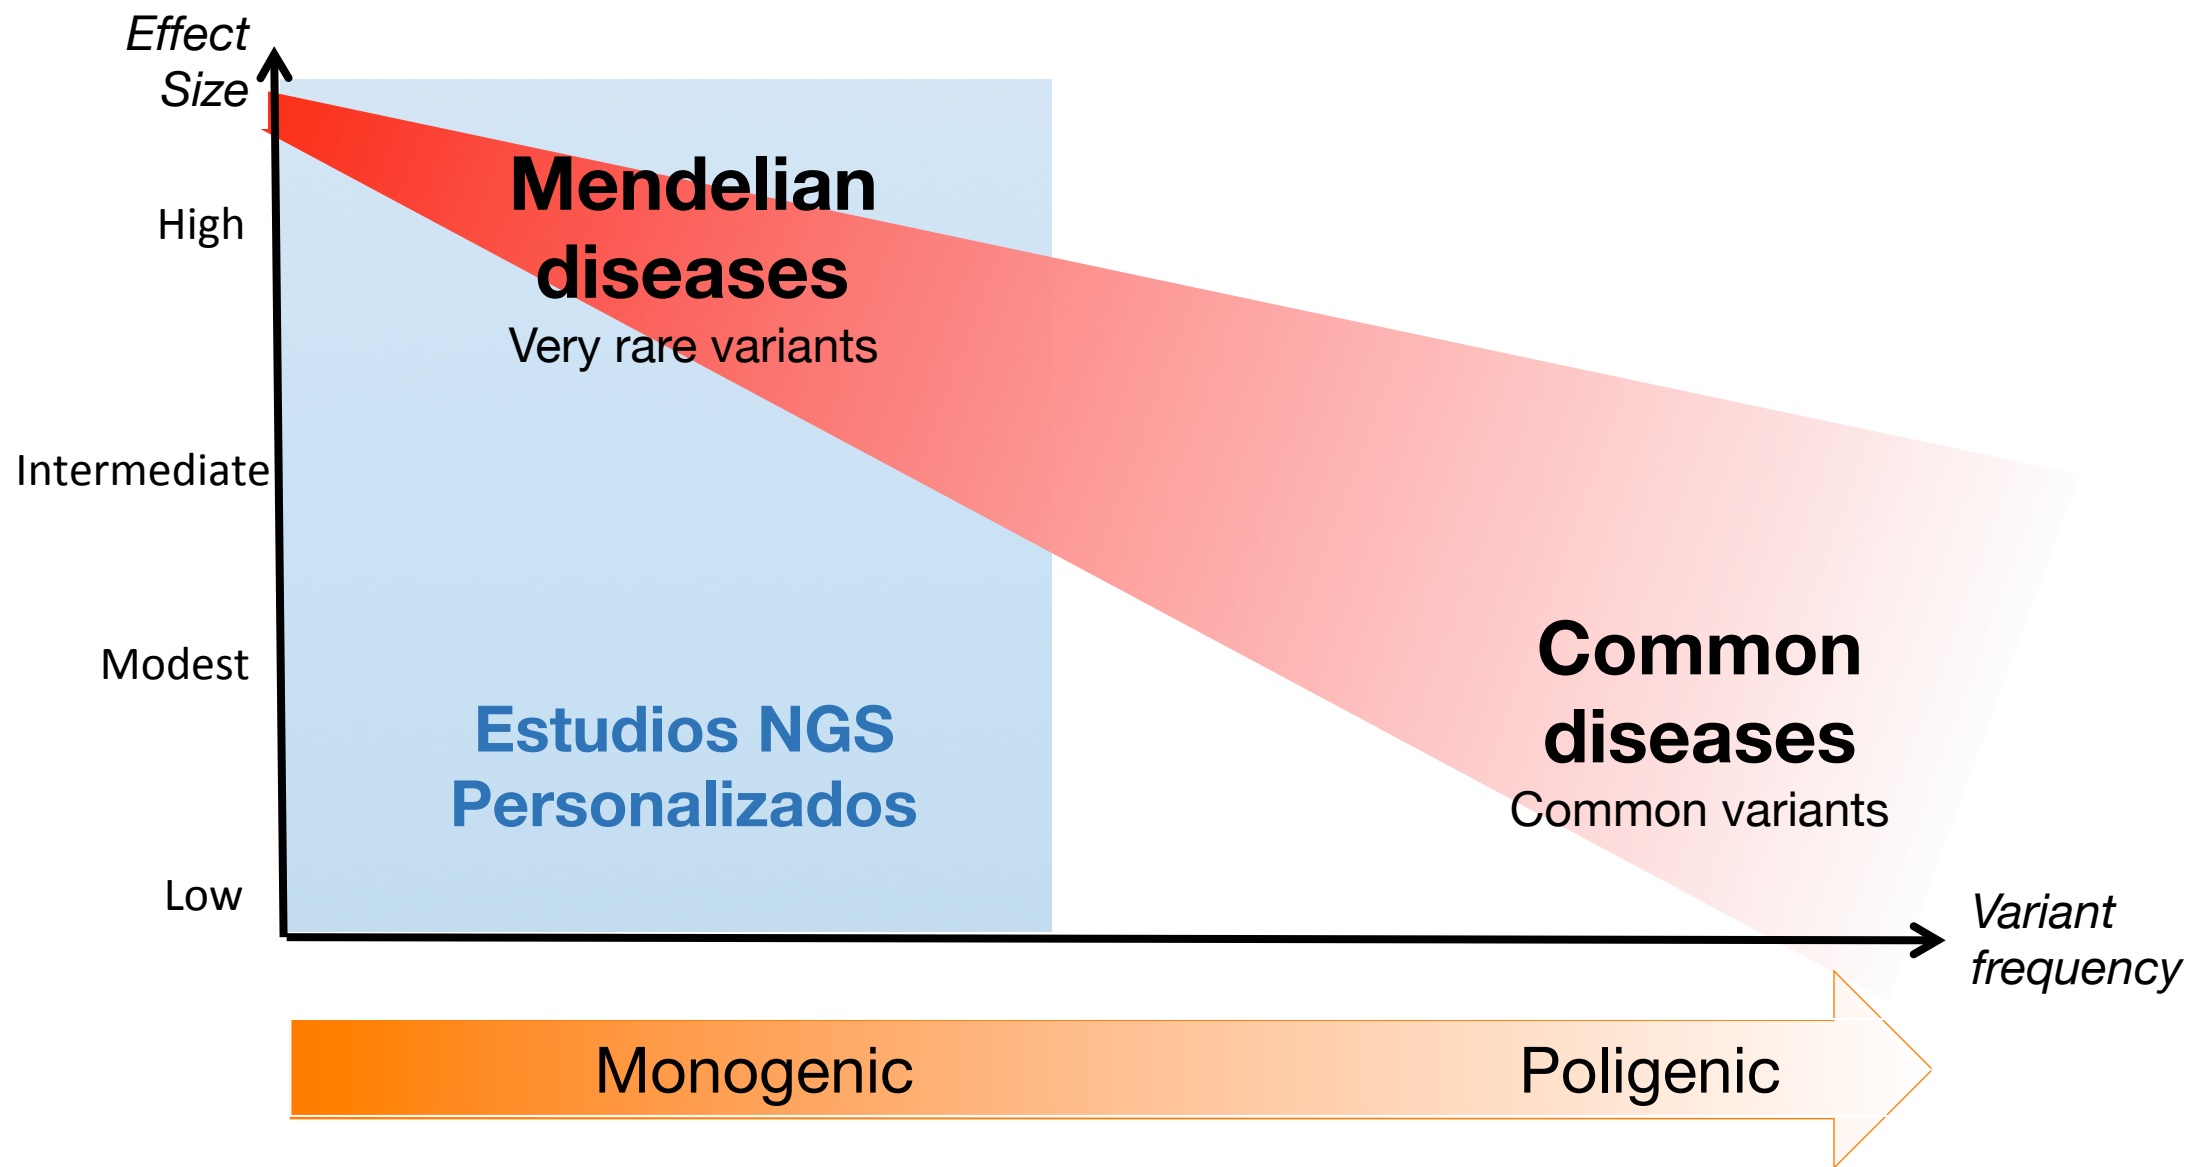 Effect
Size
High
Intermediate
Modest
Low
Mendelian
diseases
Very rare variants
Estudios NGS
Personalizados
Common
diseases
Common variants
Variant
frequency
Monogenic
Poligenic